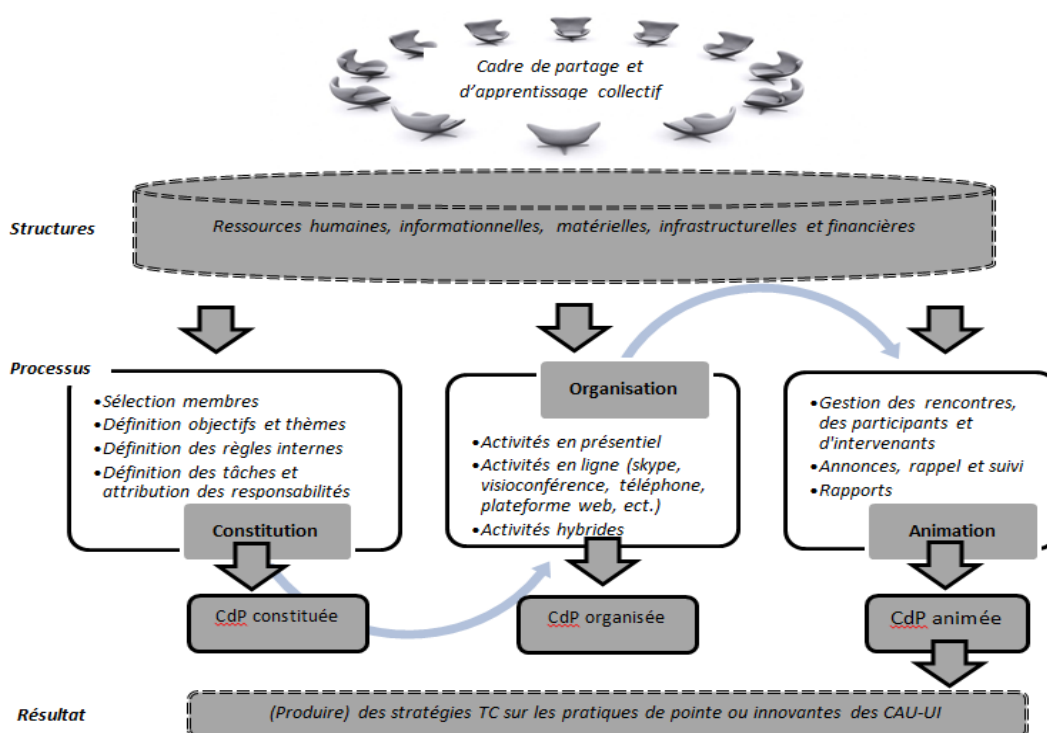 Cadre de partage et
d'apprentissage collectif
Structures
Ressources humaines, informationnelles, matérielles, infrastructurelles et financières
Processus
•Sélection membres
•Définition objectifs et thèmes
•Définition des règles internes
•Définition des tâches et
attribution des responsabilités
Constitution
Organisation
•Activités en présentiel
•Activités en ligne (skype,
visioconférence, téléphone,
plateforme web, ect.)
•Activités hybrides
•Gestion des rencontres,
des participants et
d'intervenants
•Annonces, rappel et suivi
•Rapports
Animation
CdP constituée
CdP organisée
CdP animée
Résultat
(Produire) des stratégies TC sur les pratiques de pointe ou innovantes des CAU-UI